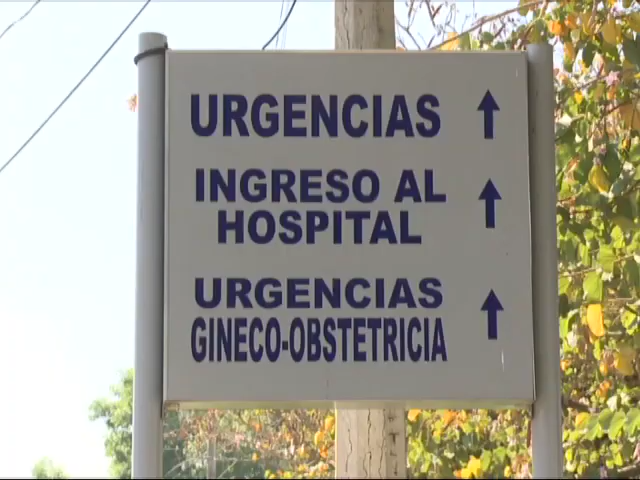 URGENCIAS ↑
INGRESO AL
HOSPITAL ↑
URGENCIAS
GINECO-OBSTETRICIA ↑